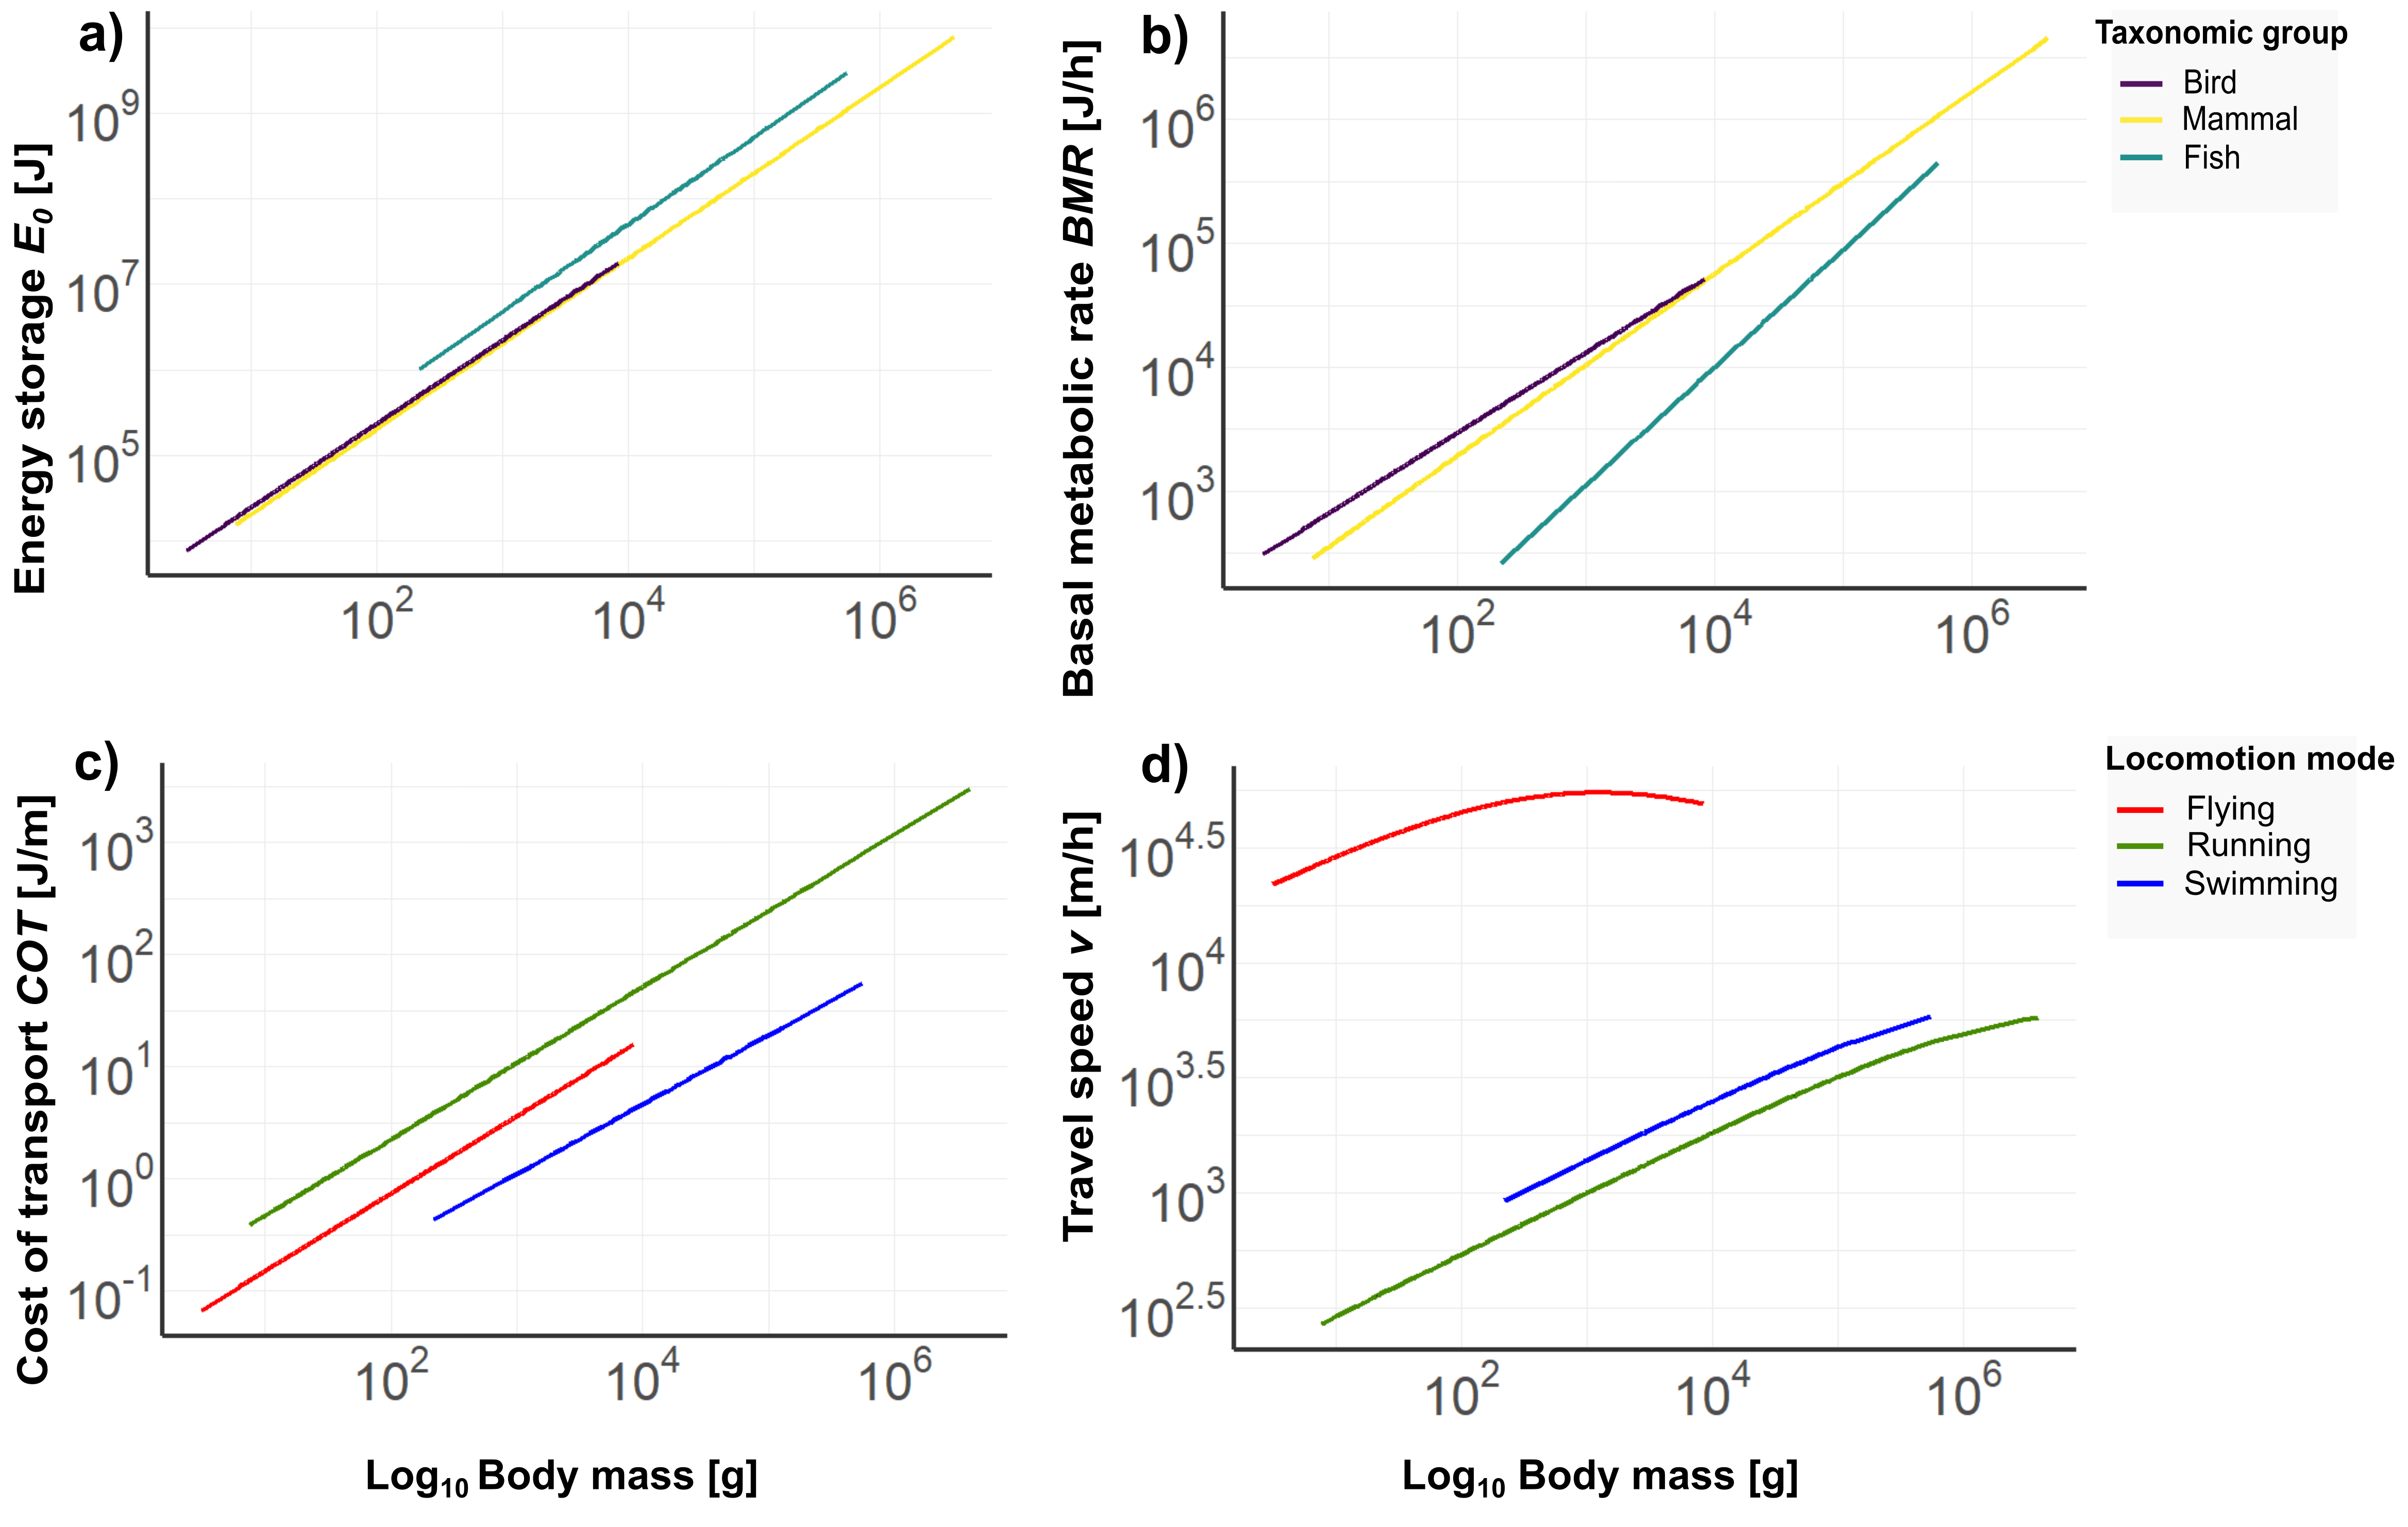 a)
Energy storage E₀ [J]
10⁹
10⁷
10⁵
10² 10⁴ 10⁶
b)
Basal metabolic rate BMR [J/h]
10⁶
10⁵
10⁴
10³
10² 10⁴ 10⁶
Taxonomic group
Bird
Mammal
Fish
c)
Cost of transport COT [J/m]
10³
10²
10¹
10⁰
10⁻¹
10² 10⁴ 10⁶
Log₁₀ Body mass [g]
d)
Travel speed v [m/h]
10⁴·⁵
10⁴
10³·⁵
10³
10²·⁵
10² 10⁴ 10⁶
Log₁₀ Body mass [g]
Locomotion mode
Flying
Running
Swimming